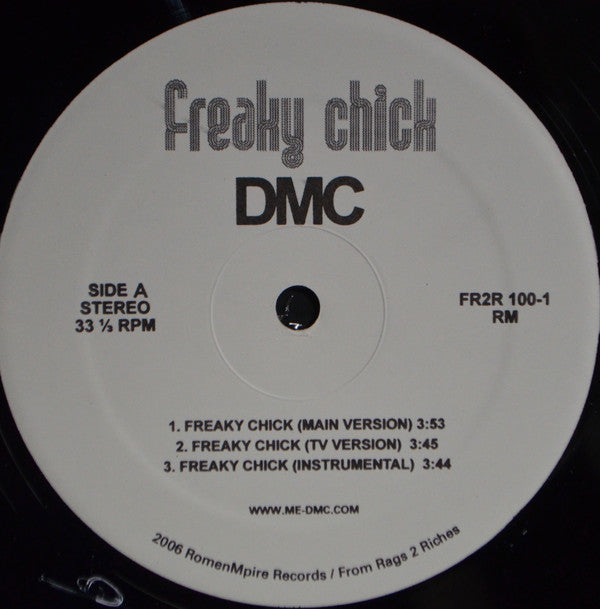 freaky chick
DMC
SIDE A
STEREO
33 ⅓ RPM
FR2R 100-1
RM
1. FREAKY CHICK (MAIN VERSION) 3:53
2. FREAKY CHICK (TV VERSION) 3:45
3. FREAKY CHICK (INSTRUMENTAL) 3:44
WWW.ME-DMC.COM
2006 RomenMpire Records / From Rags 2 Riches